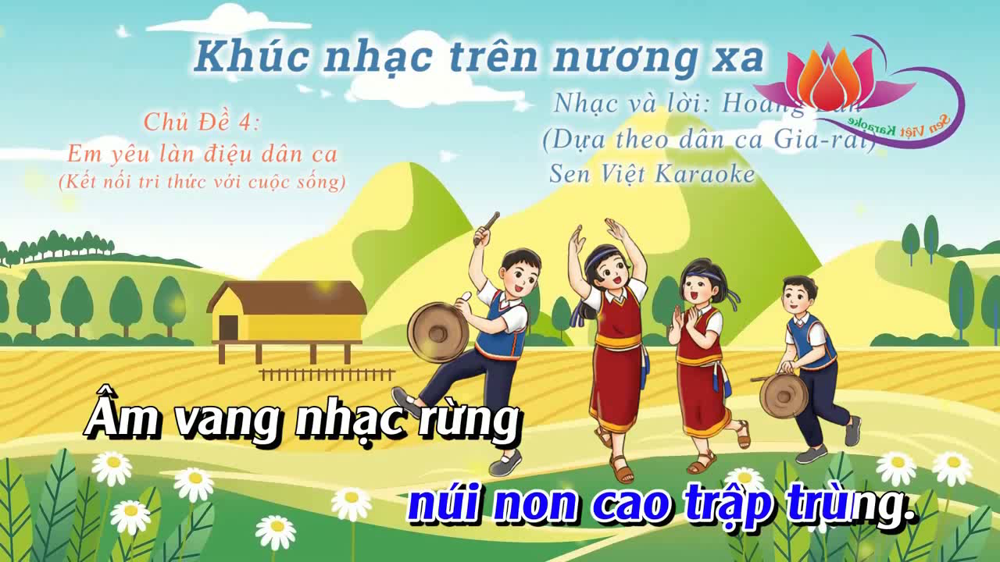 Khúc nhạc trên nương xa
Nhạc và lời: Hoàng
(Dựa theo dân ca Gia-rai)
Sen Việt Karaoke
Chủ Đề 4:
Em yêu làn điệu dân ca
(Kết nối tri thức với cuộc sống)
Sen Việt Karaoke
Âm vang nhạc rừng
núi non cao trập trùng.